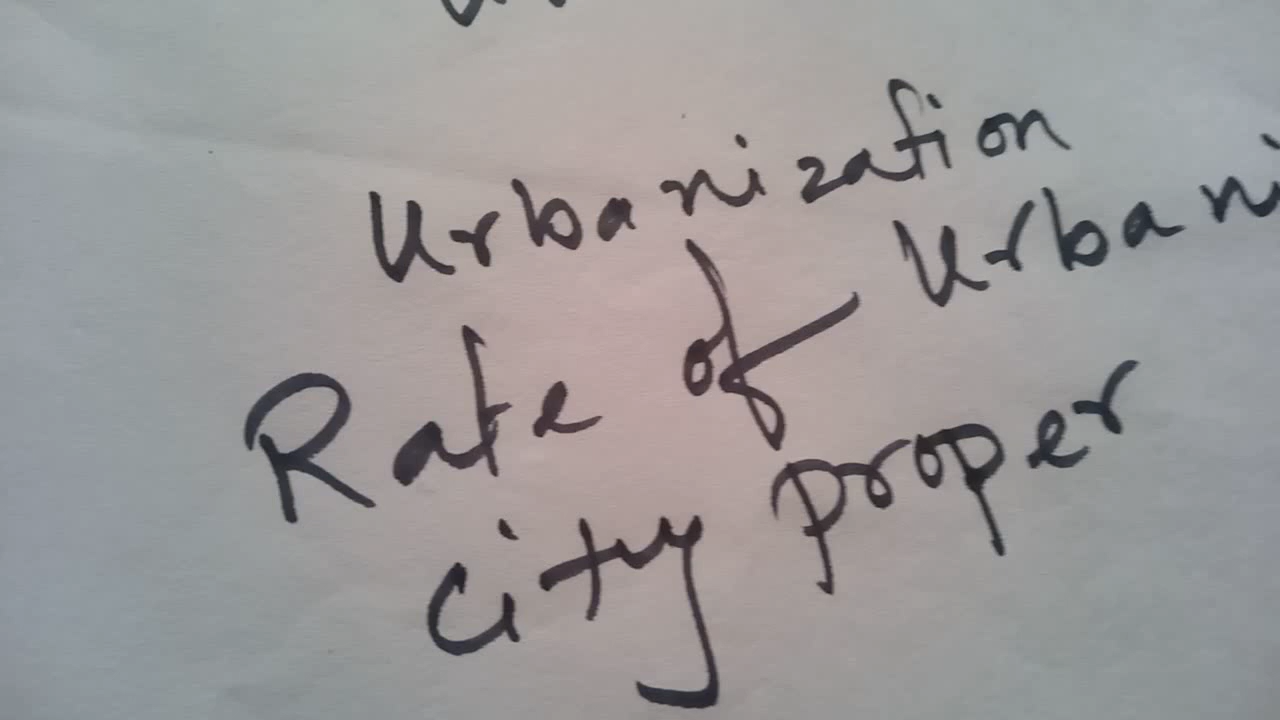 Urbanization
Rate of Urbani
city proper